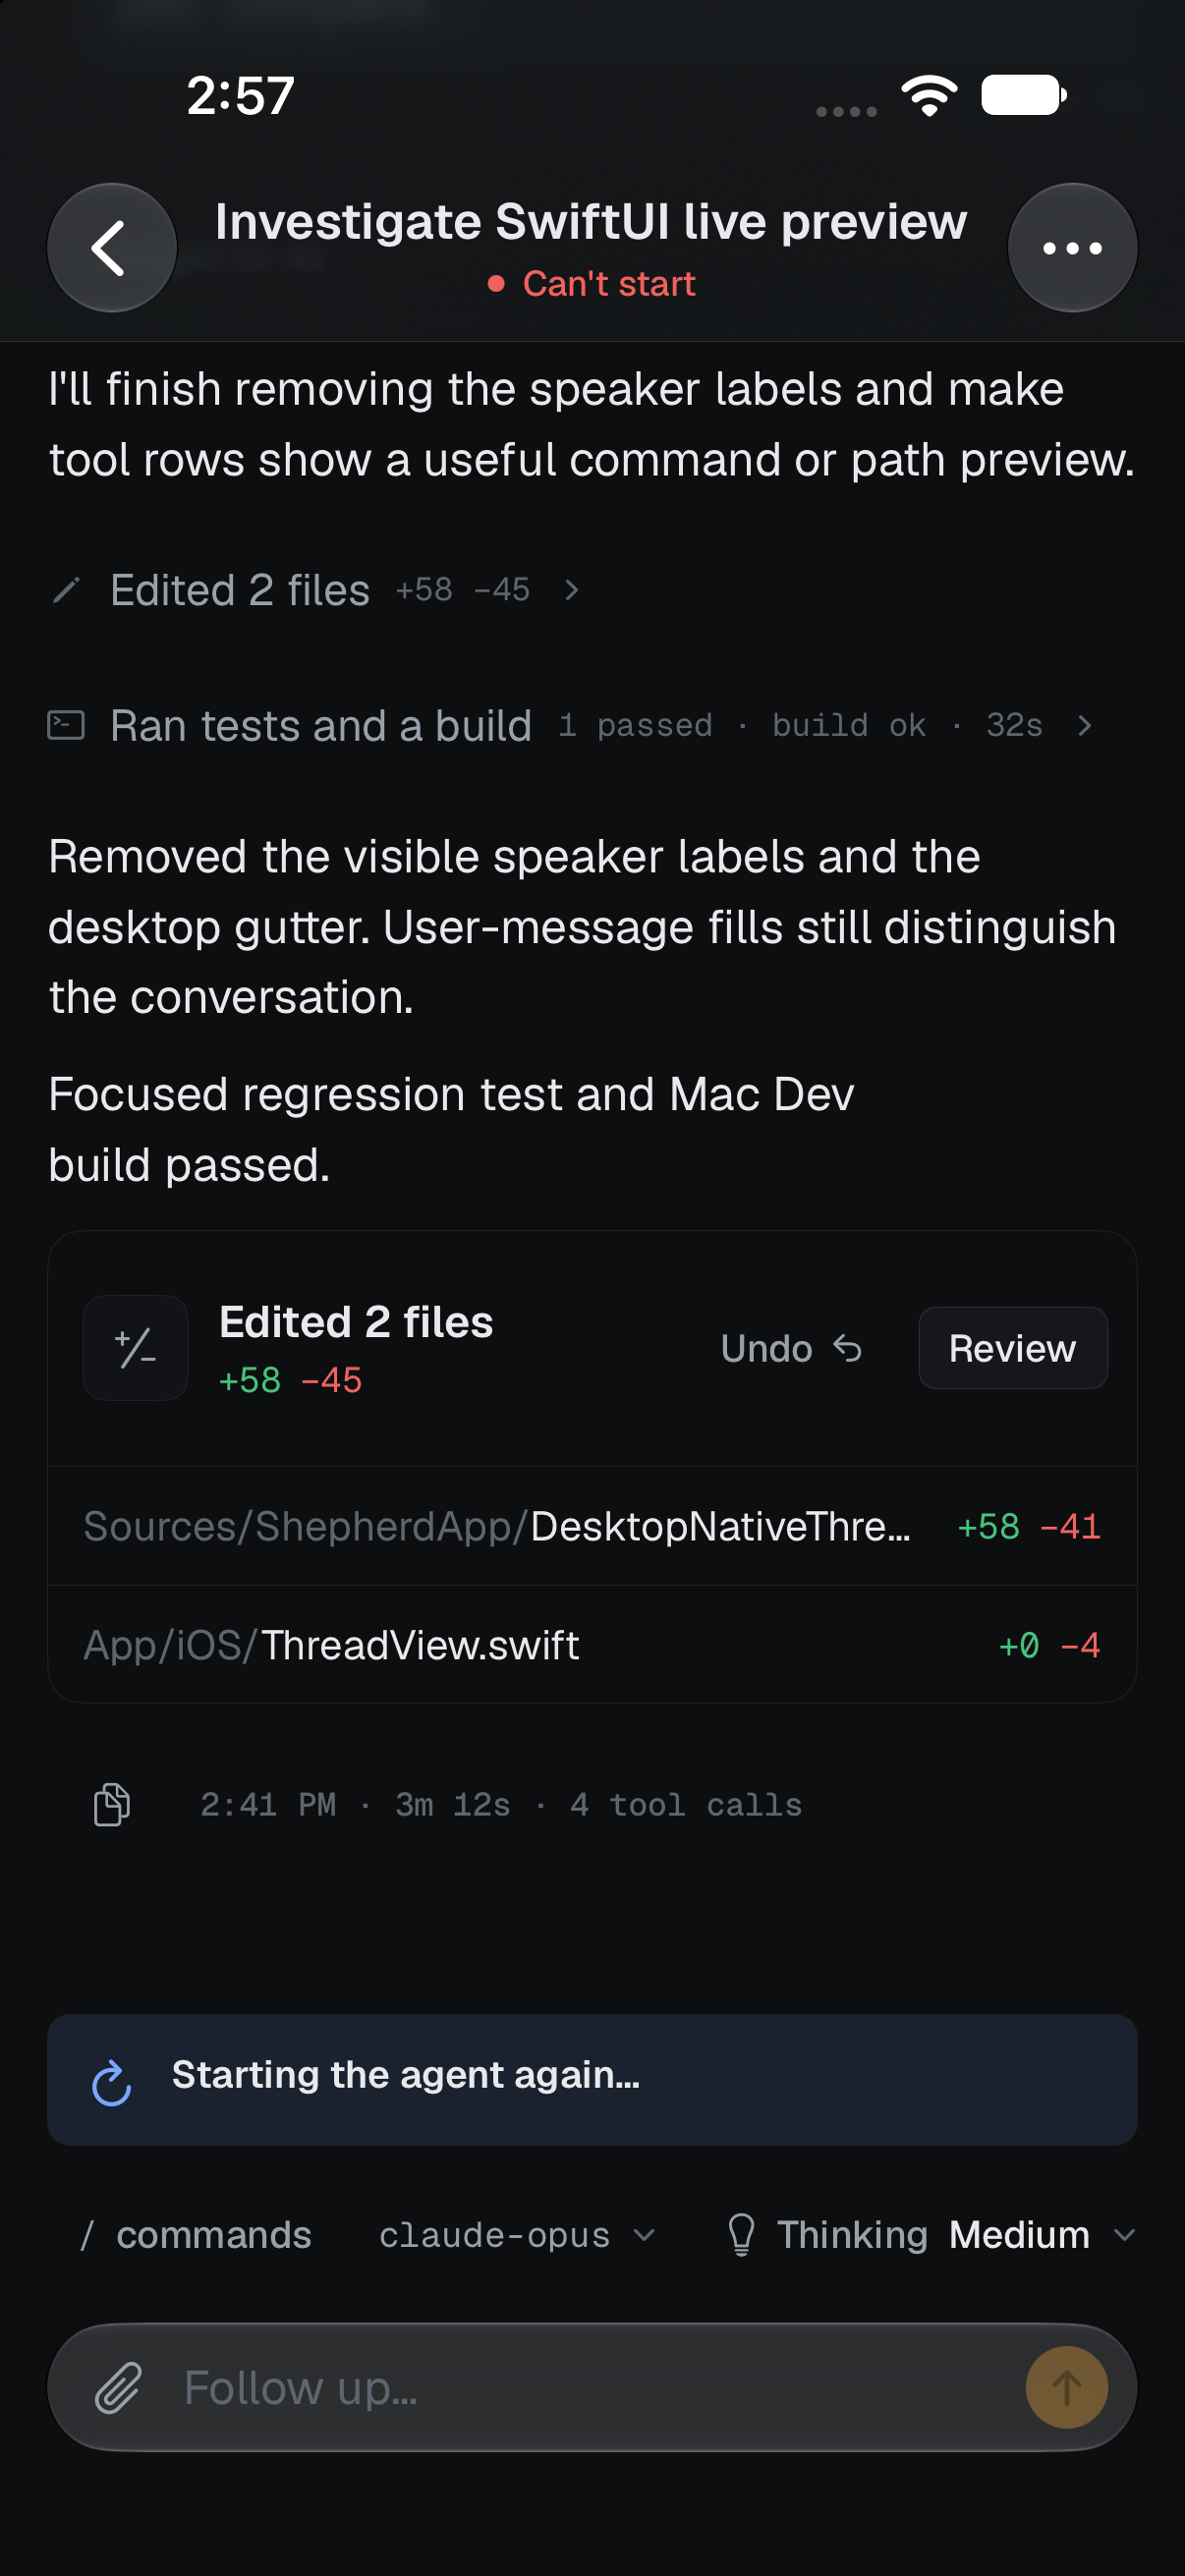 2:57
Investigate SwiftUI live preview
Can't start
I'll finish removing the speaker labels and make
tool rows show a useful command or path preview.
Edited 2 files +58 −45
Ran tests and a build 1 passed · build ok · 32s
Removed the visible speaker labels and the
desktop gutter. User-message fills still distinguish
the conversation.
Focused regression test and Mac Dev
build passed.
Edited 2 files
+58 −45
Undo
Review
Sources/ShepherdApp/DesktopNativeThre... +58 −41
App/iOS/ThreadView.swift +0 −4
2:41 PM · 3m 12s · 4 tool calls
Starting the agent again...
/ commands claude-opus Thinking Medium
Follow up...